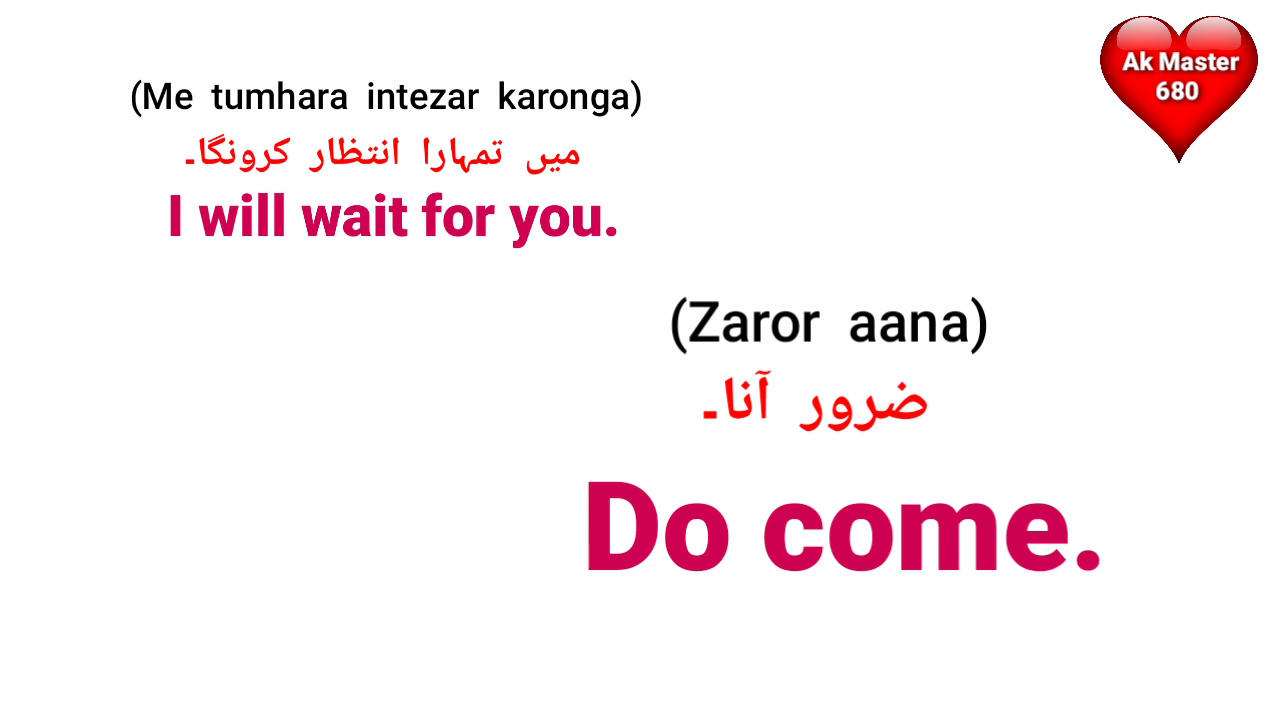 Ak Master
680
(Me tumhara intezar karonga)
میں تمہارا انتظار کرونگا۔
I will wait for you.
(Zaror aana)
ضرور آنا۔
Do come.